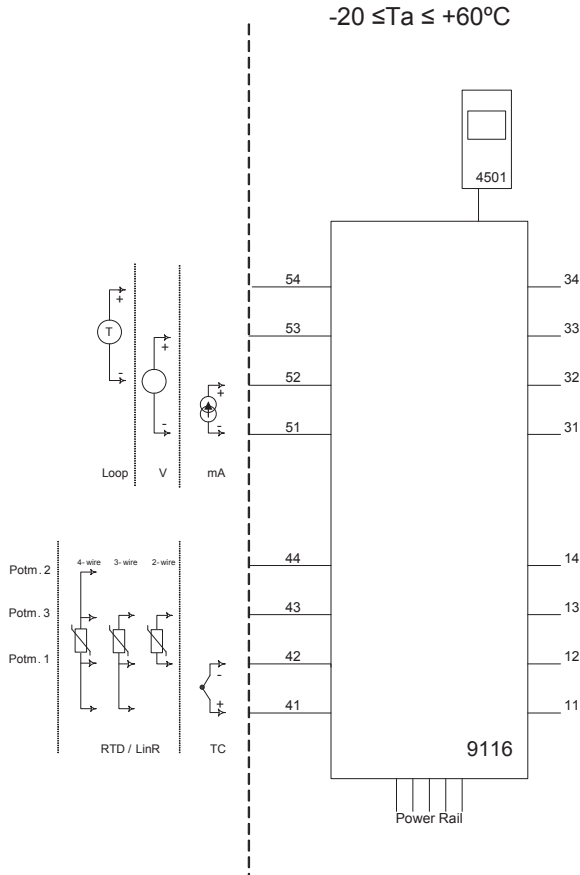 -20 ≤Ta ≤ +60ºC
4501
54 34
+
53 33
T
+
- 52 32
+
- - 51 31
Loop V mA
4-wire 3-wire 2-wire 44 14
Potm. 2
Potm. 3 43 13
Potm. 1 42 12
-
+ 41 11
RTD / LinR TC 9116
Power Rail